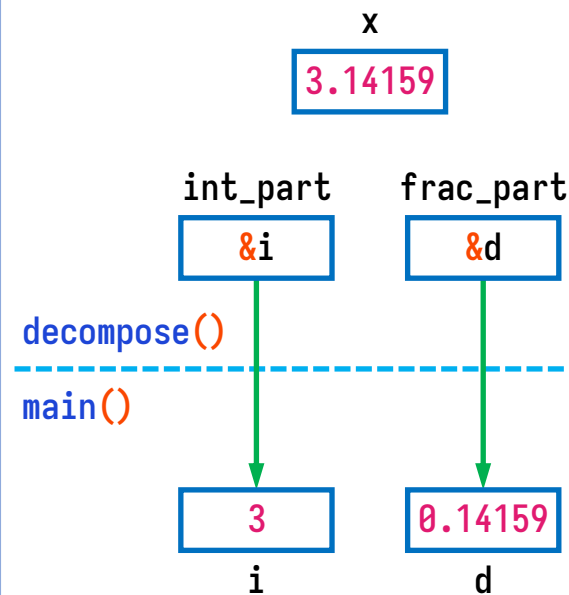 x
3.14159
int_part frac_part
&i &d
decompose()
main()
3 0.14159
i d